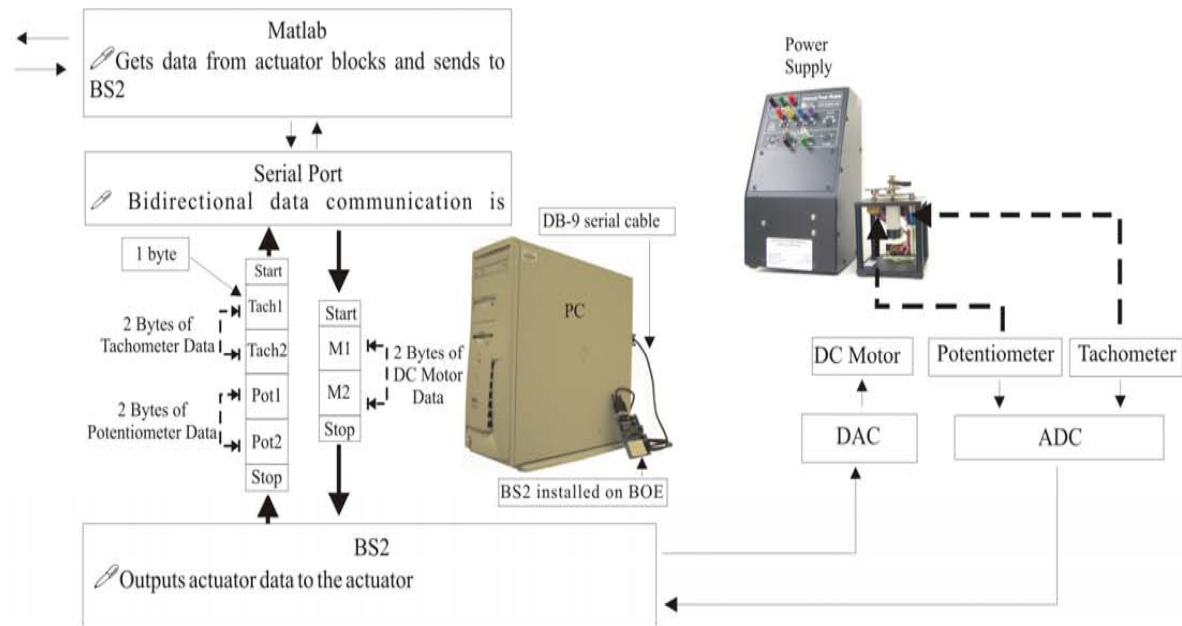 Matlab
Gets data from actuator blocks and sends to
BS2
Serial Port
Bidirectional data communication is
1 byte
Start
Tach1
Tach2
Pot1
Pot2
Stop
2 Bytes of
Tachometer Data
2 Bytes of
Potentiometer Data
Start
M1
M2
Stop
2 Bytes of
DC Motor
Data
DB-9 serial cable
PC
BS2 installed on BOE
Power
Supply
DC Motor
Potentiometer
Tachometer
DAC
ADC
BS2
Outputs actuator data to the actuator